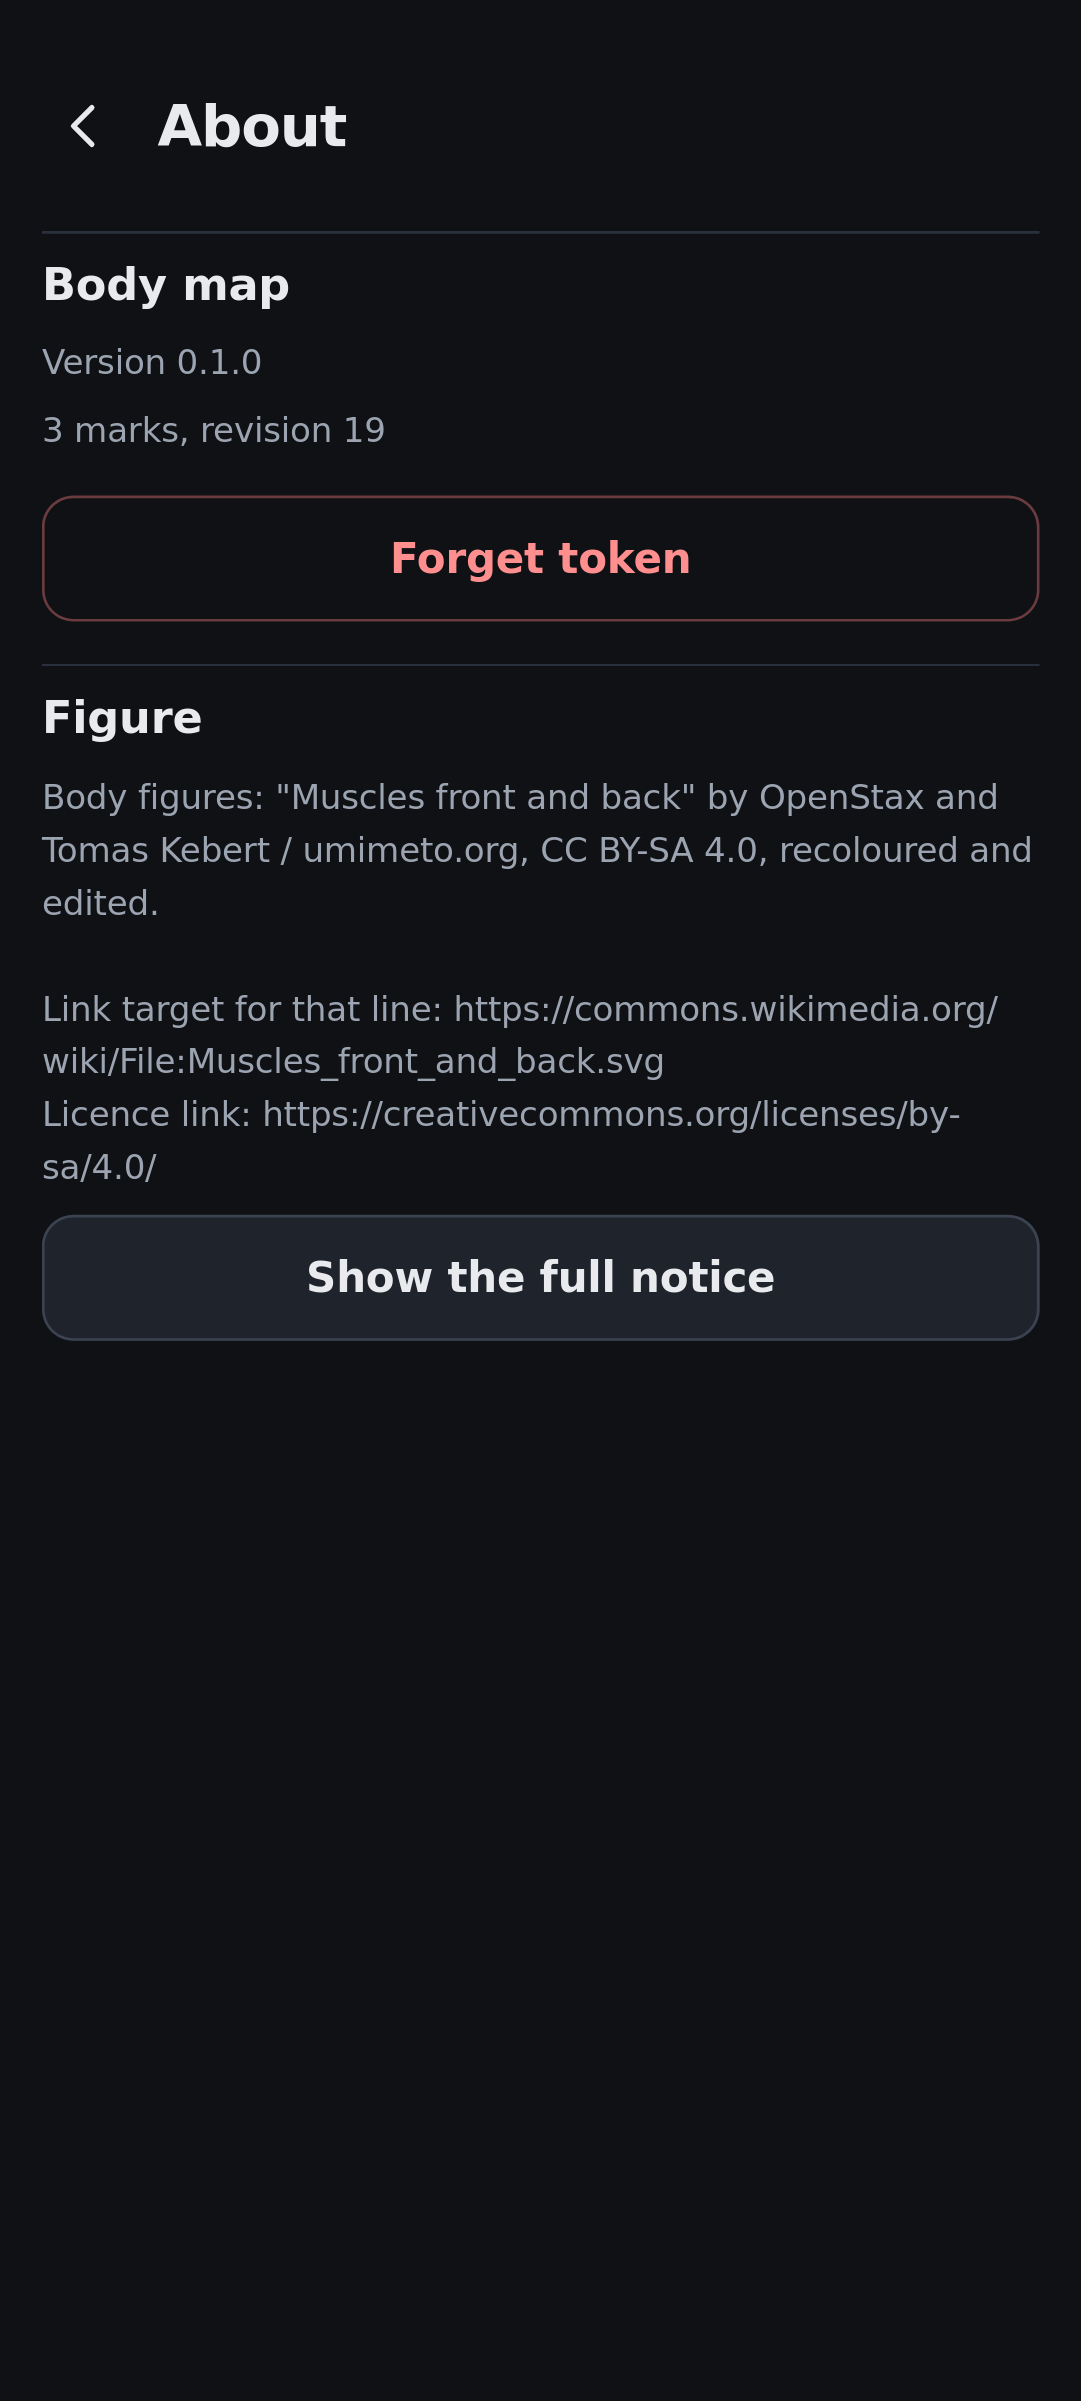 About
Body map
Version 0.1.0
3 marks, revision 19
Forget token
Figure
Body figures: "Muscles front and back" by OpenStax and
Tomas Kebert / umimeto.org, CC BY-SA 4.0, recoloured and
edited.
Link target for that line: https://commons.wikimedia.org/
wiki/File:Muscles_front_and_back.svg
Licence link: https://creativecommons.org/licenses/by-
sa/4.0/
Show the full notice